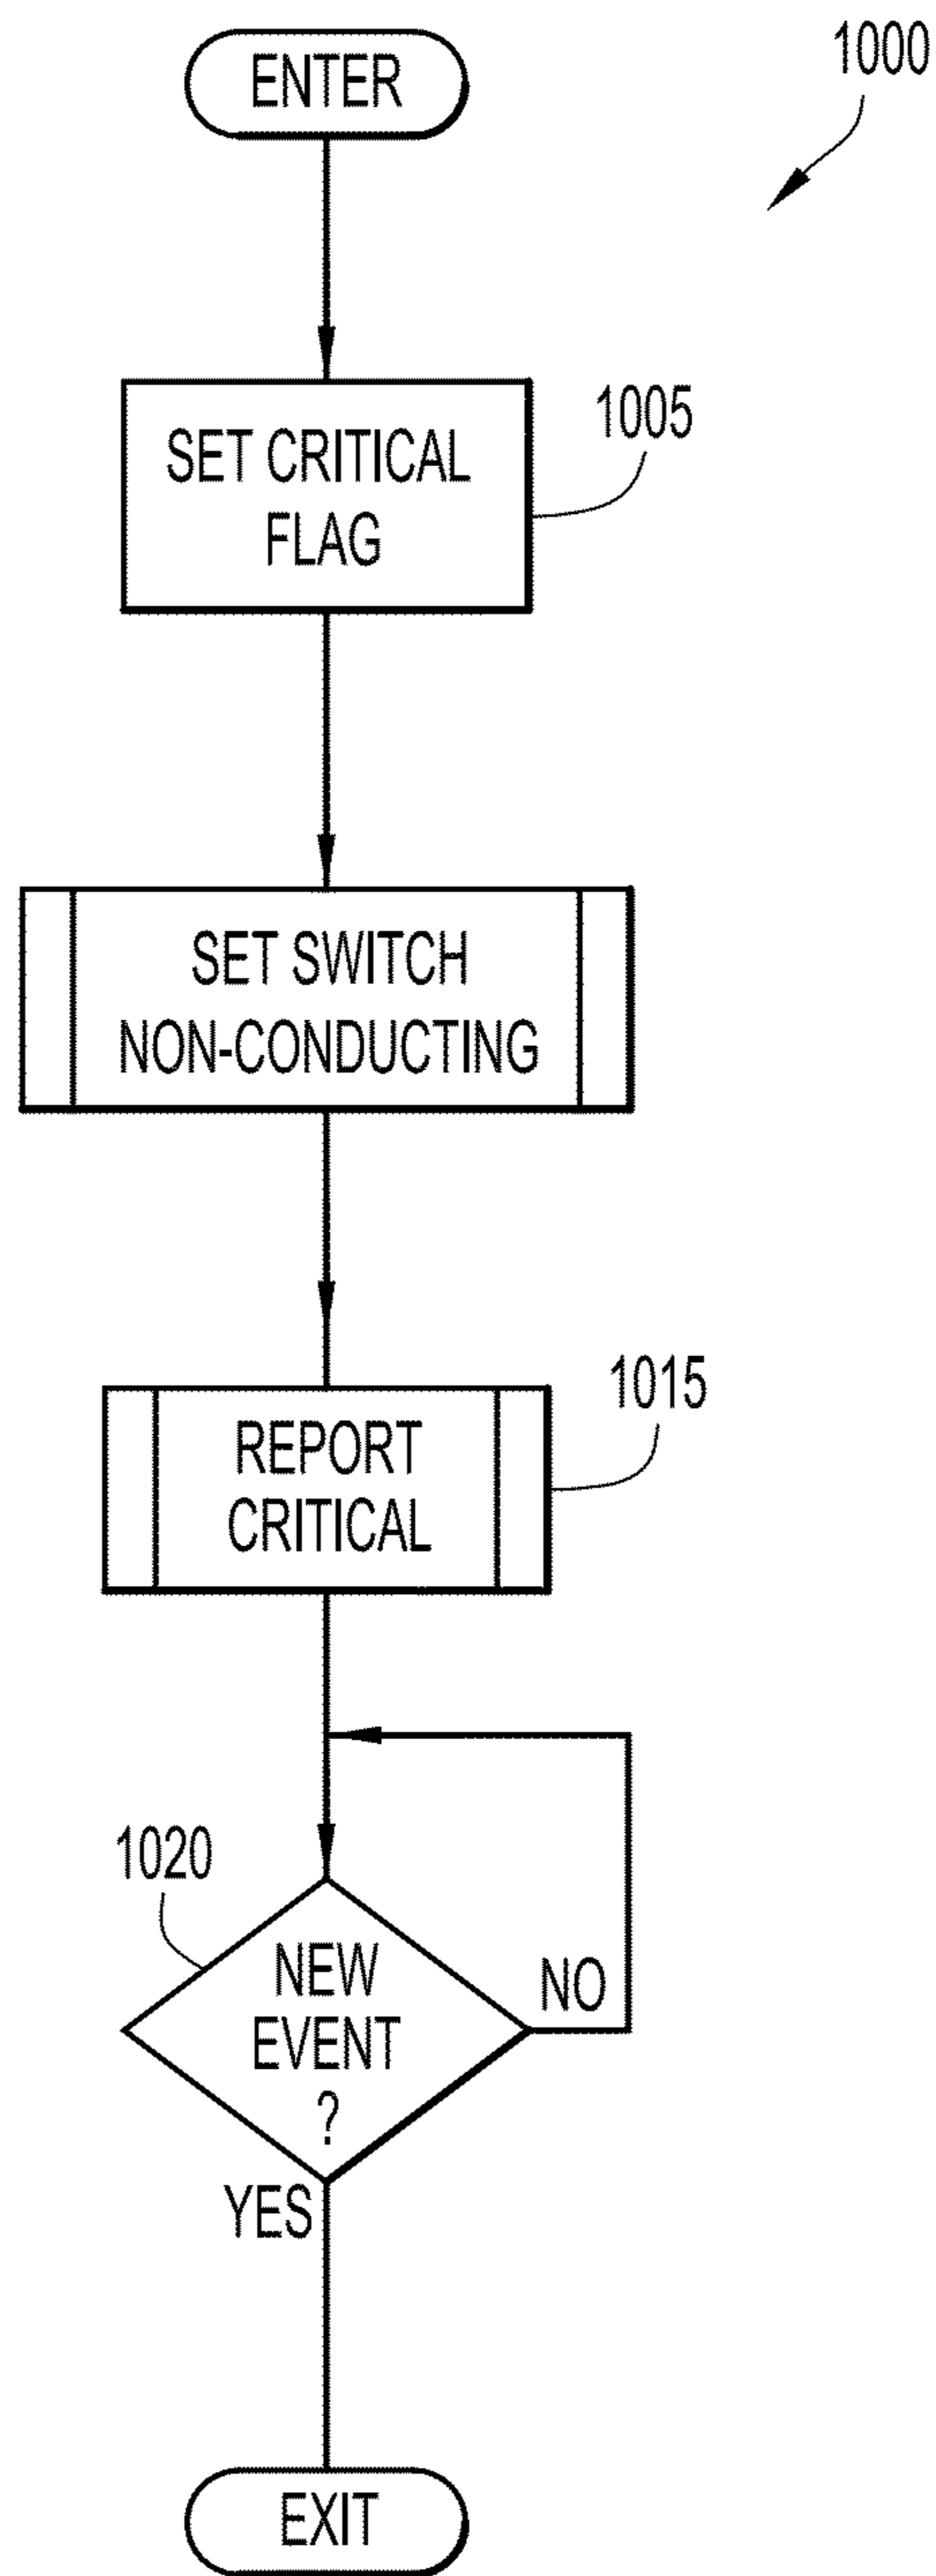 1000
ENTER
1005
SET CRITICAL
FLAG
SET SWITCH
NON-CONDUCTING
1015
REPORT
CRITICAL
1020
NEW
EVENT
?
NO
YES
EXIT